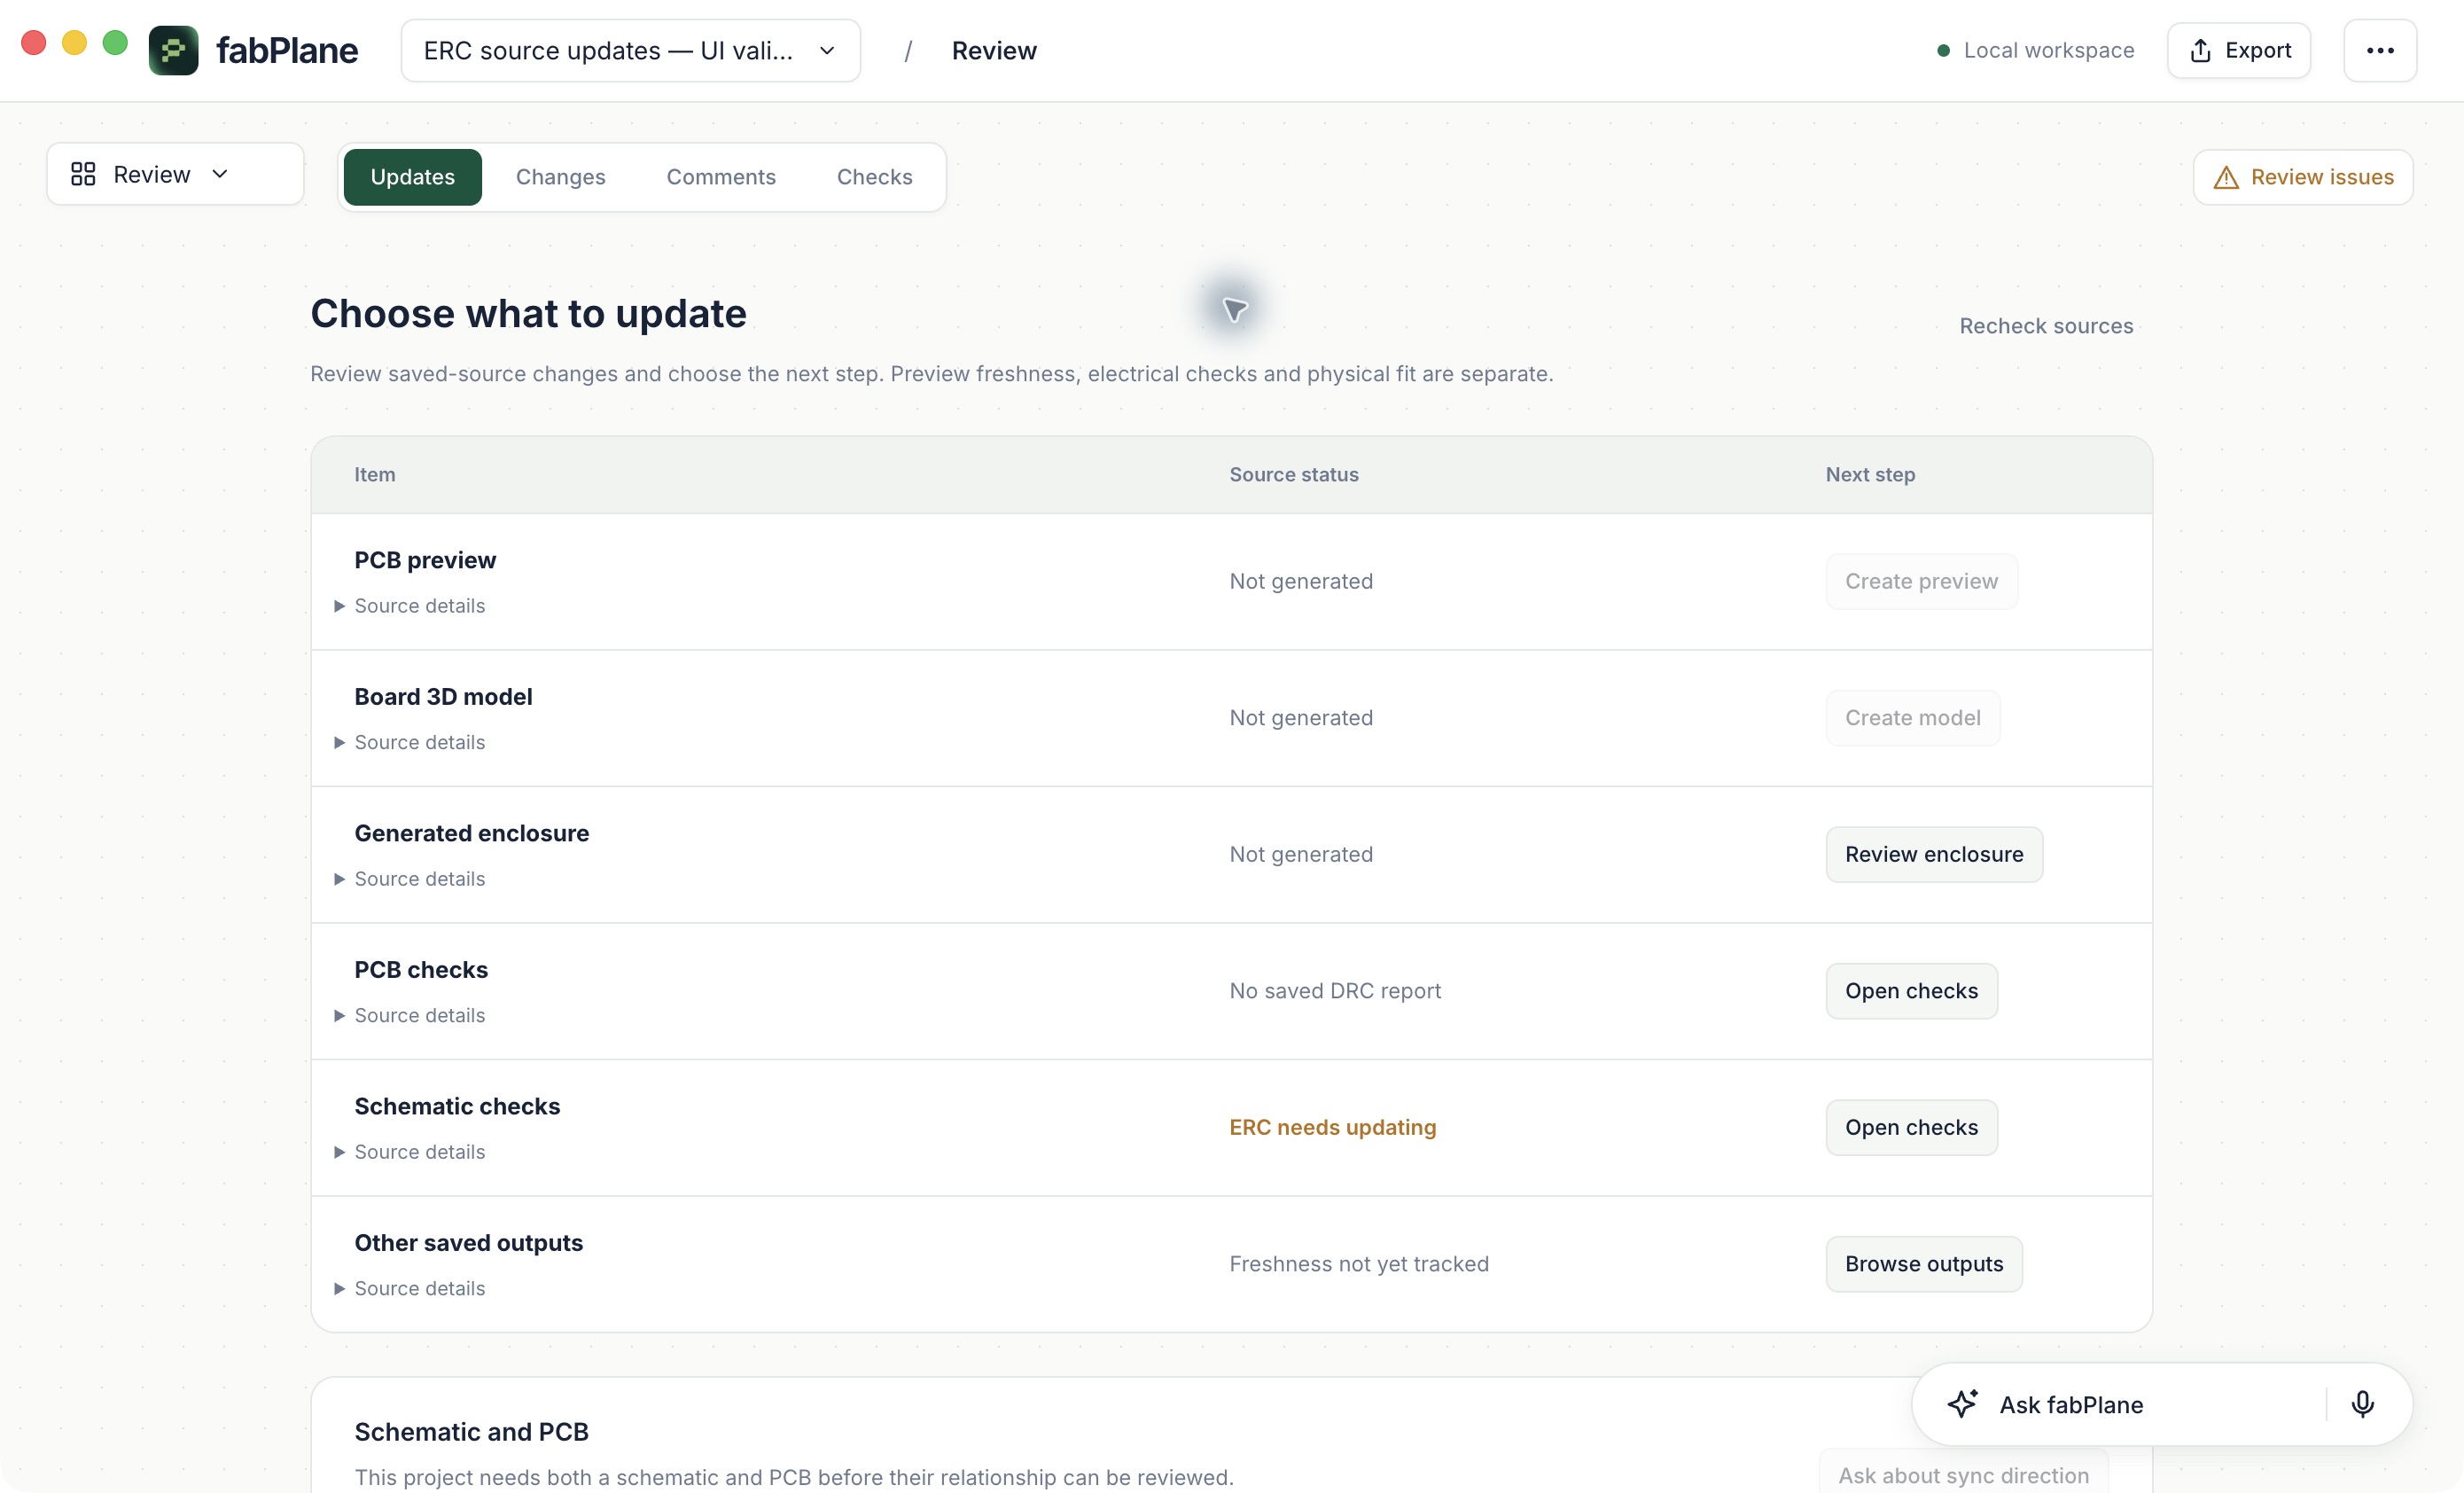 fabPlane
ERC source updates — UI vali...
/
Review
Local workspace
Export
Review
Updates
Changes
Comments
Checks
Review issues
Choose what to update
Recheck sources
Review saved-source changes and choose the next step. Preview freshness, electrical checks and physical fit are separate.
Item
Source status
Next step
PCB preview
Source details
Not generated
Create preview
Board 3D model
Source details
Not generated
Create model
Generated enclosure
Source details
Not generated
Review enclosure
PCB checks
Source details
No saved DRC report
Open checks
Schematic checks
Source details
ERC needs updating
Open checks
Other saved outputs
Source details
Freshness not yet tracked
Browse outputs
Ask fabPlane
Schematic and PCB
This project needs both a schematic and PCB before their relationship can be reviewed.
Ask about sync direction